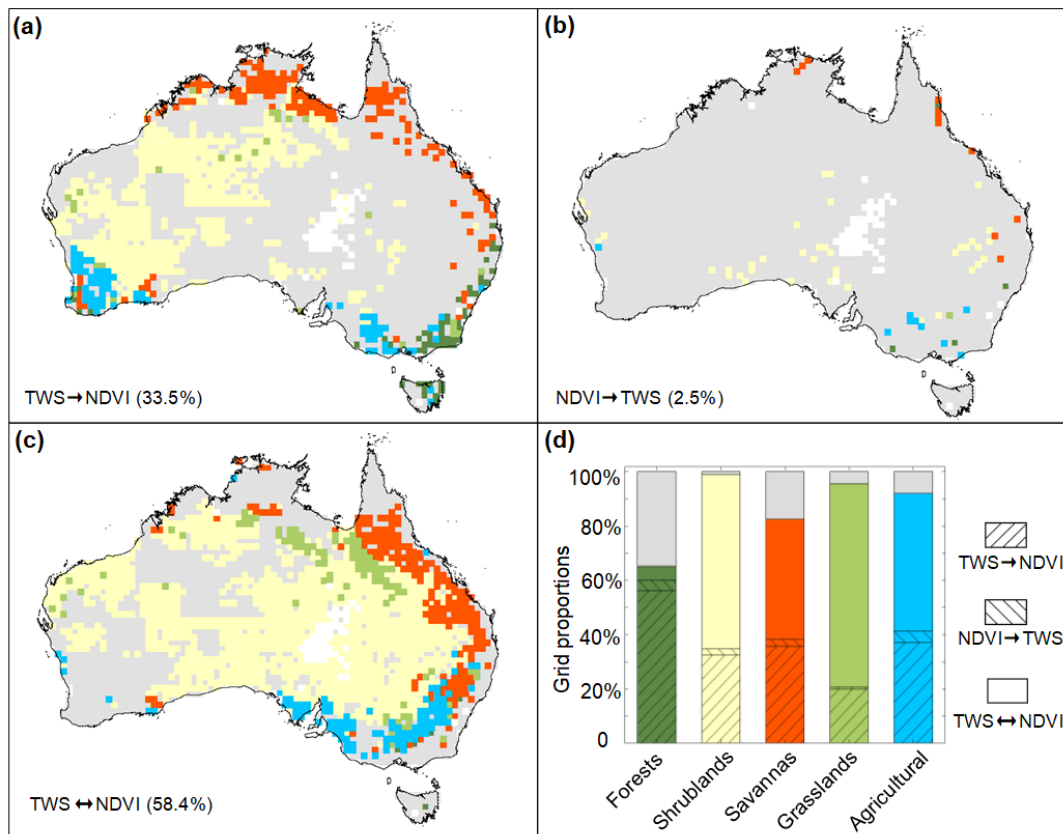 (a)
TWS→NDVI (33.5%)
(b)
NDVI→TWS (2.5%)
(c)
TWS ↔NDVI (58.4%)
(d)
100%
80%
60%
40%
20%
0
Grid proportions
Forests
Shrublands
Savannas
Grasslands
Agricultural
TWS→NDVI
NDVI→TWS
TWS↔NDVI